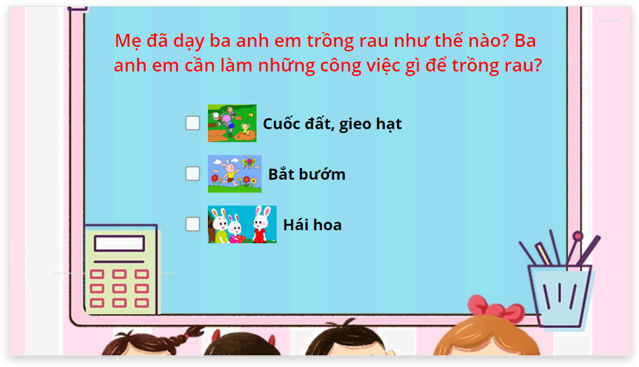 Mẹ đã dạy ba anh em trồng rau như thế nào? Ba
anh em cần làm những công việc gì để trồng rau?
Cuốc đất, gieo hạt
Bắt bướm
Hái hoa